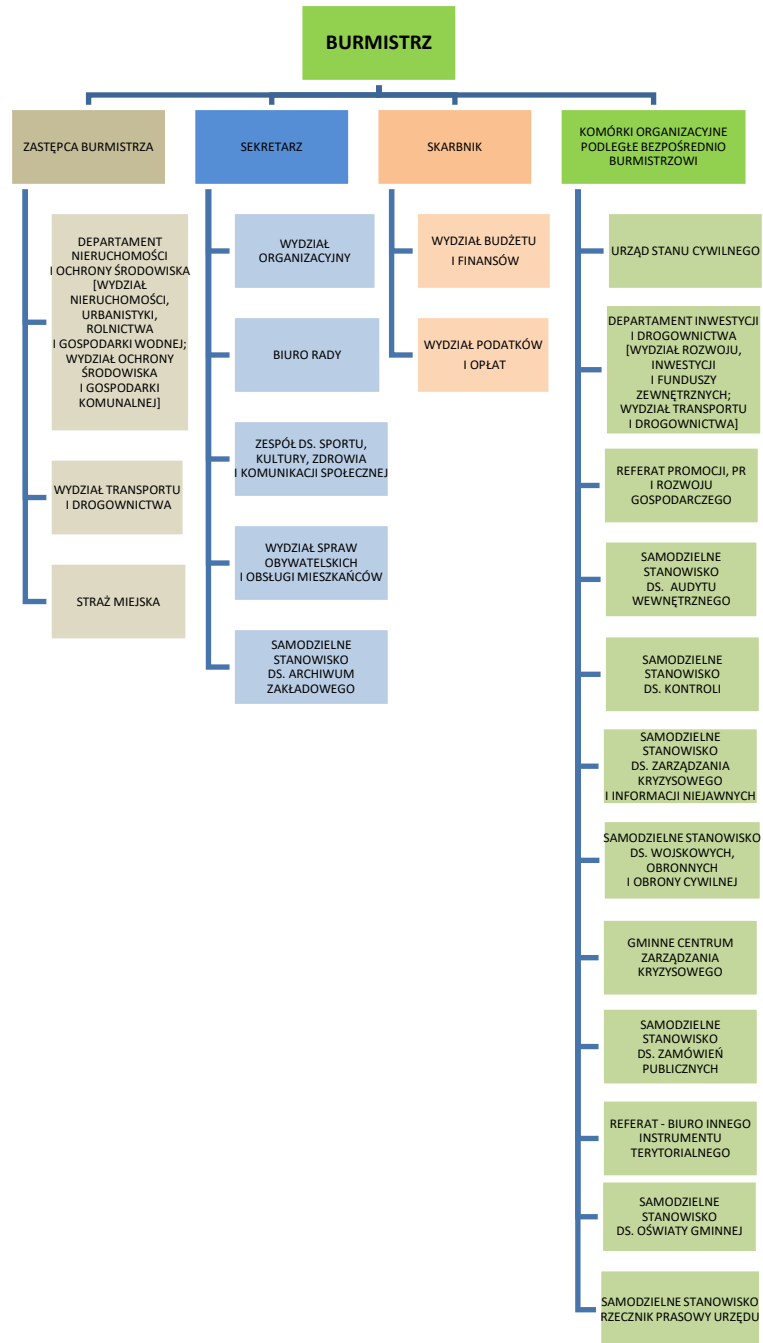 BURMISTRZ
ZASTĘPCA BURMISTRZA
DEPARTAMENT
NIERUCHOMOŚCI
I OCHRONY ŚRODOWISKA
[WYDZIAŁ
NIERUCHOMOŚCI,
URBANISTYKI,
ROLNICTWA
I GOSPODARKI WODNEJ;
WYDZIAŁ OCHRONY
ŚRODOWISKA
I GOSPODARKI
KOMUNALNEJ]
WYDZIAŁ TRANSPORTU
I DROGOWNICTWA
STRAŻ MIEJSKA
SEKRETARZ
WYDZIAŁ
ORGANIZACYJNY
BIURO RADY
ZESPÓŁ DS. SPORTU,
KULTURY, ZDROWIA
I KOMUNIKACJI SPOŁECZNEJ
WYDZIAŁ SPRAW
OBYWATELSKICH
I OBSŁUGI MIESZKAŃCÓW
SAMODZIELNE
STANOWISKO
DS. ARCHIWUM
ZAKŁADOWEGO
SKARBNIK
WYDZIAŁ BUDŻETU
I FINANSÓW
WYDZIAŁ PODATKÓW
I OPŁAT
KOMÓRKI ORGANIZACYJNE
PODLEGŁE BEZPOŚREDNIO
BURMISTRZOWI
URZĄD STANU CYWILNEGO
DEPARTAMENT INWESTYCJI
I DROGOWNICTWA
[WYDZIAŁ ROZWOJU,
INWESTYCJI
I FUNDUSZY
ZEWNĘTRZNYCH;
WYDZIAŁ TRANSPORTU
I DROGOWNICTWA]
REFERAT PROMOCJI, PR
I ROZWOJU
GOSPODARCZEGO
SAMODZIELNE
STANOWISKO
DS. AUDYTU
WEWNĘTRZNEGO
SAMODZIELNE
STANOWISKO
DS. KONTROLI
SAMODZIELNE
STANOWISKO
DS. ZARZĄDZANIA
KRYZYSOWEGO
I INFORMACJI NIEJAWNYCH
SAMODZIELNE STANOWISKO
DS. WOJSKOWYCH,
OBRONNYCH
I OBRONY CYWILNEJ
GMINNE CENTRUM
ZARZĄDZANIA
KRYZYSOWEGO
SAMODZIELNE
STANOWISKO
DS. ZAMÓWIEŃ
PUBLICZNYCH
REFERAT - BIURO INNEGO
INSTRUMENTU
TERYTORIALNEGO
SAMODZIELNE
STANOWISKO
DS. OŚWIATY GMINNEJ
SAMODZIELNE STANOWISKO
RZECZNIK PRASOWY URZĘDU